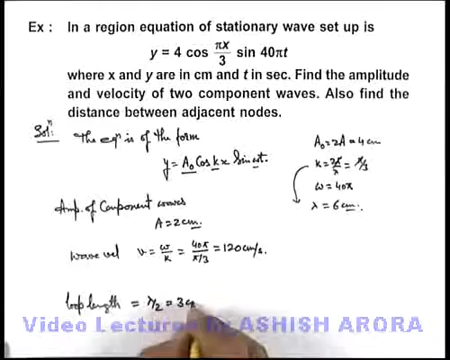 Ex : In a region equation of stationary wave set up is
y = 4 cos πx/3 sin 40πt
where x and y are in cm and t in sec. Find the amplitude
and velocity of two component waves. Also find the
distance between adjacent nodes.
Solⁿ The eqⁿ is of the form
y = A₀ Cos kx Sin ωt.
A₀ = 2A = 4 cm
k = 2π/λ = π/3
ω = 40π
λ = 6 cm.
Amp. of Component waves
A = 2 cm.
Wave vel v = ω/k = 40π/π/3 = 120 cm/s.
loop length = λ/2 = 3 c
Video Lectures by ASHISH ARORA